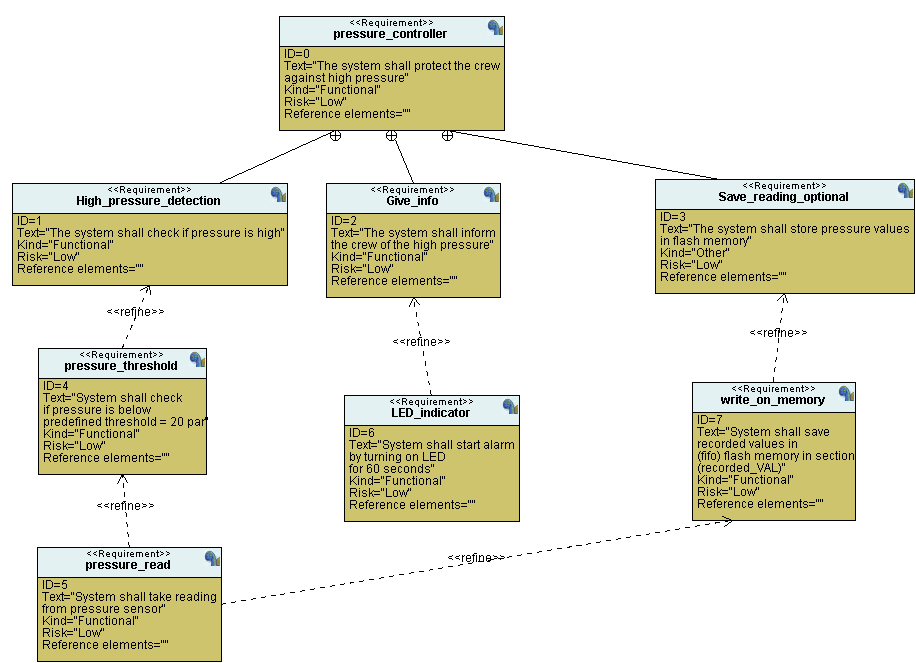 <<Requirement>>
pressure_controller
ID=0
Text="The system shall protect the crew
against high pressure"
Kind="Functional"
Risk="Low"
Reference elements=""
<<Requirement>>
High_pressure_detection
ID=1
Text="The system shall check if pressure is high"
Kind="Functional"
Risk="Low"
Reference elements=""
<<Requirement>>
Give_info
ID=2
Text="The system shall inform
the crew of the high pressure"
Kind="Functional"
Risk="Low"
Reference elements=""
<<Requirement>>
Save_reading_optional
ID=3
Text="The system shall store pressure values
in flash memory"
Kind="Other"
Risk="Low"
Reference elements=""
<<refine>>
<<refine>>
<<refine>>
<<Requirement>>
pressure_threshold
ID=4
Text="System shall check
if pressure is below
predefined threshold = 20 par
Kind="Functional"
Risk="Low"
Reference elements=""
<<Requirement>>
LED_indicator
ID=6
Text="System shall start alarm
by turning on LED
for 60 seconds"
Kind="Functional"
Risk="Low"
Reference elements=""
<<Requirement>>
write_on_memory
ID=7
Text="System shall save
recorded values in
(fifo) flash memory in section
(recorded_VAL)"
Kind="Functional"
Risk="Low"
Reference elements=""
<<refine>>
<<refine>>
<<Requirement>>
pressure_read
ID=5
Text="System shall take reading
from pressure sensor"
Kind="Functional"
Risk="Low"
Reference elements=""